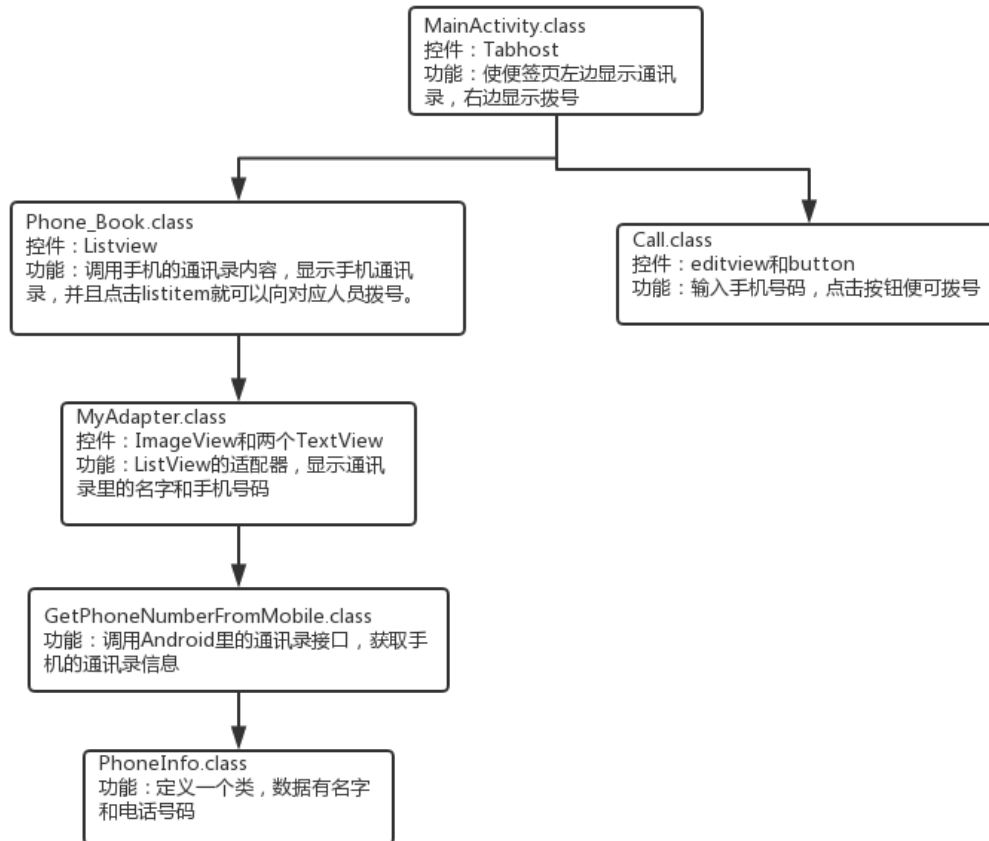 MainActivity.class
控件：Tabhost
功能：使便签页左边显示通讯
录，右边显示拨号
Phone_Book.class
控件：Listview
功能：调用手机的通讯录内容，显示手机通讯
录，并且点击listitem就可以向对应人员拨号。
Call.class
控件：editview和button
功能：输入手机号码，点击按钮便可拨号
MyAdapter.class
控件：ImageView和两个TextView
功能：ListView的适配器，显示通讯
录里的名字和手机号码
GetPhoneNumberFromMobile.class
功能：调用Android里的通讯录接口，获取手
机的通讯录信息
PhoneInfo.class
功能：定义一个类，数据有名字
和电话号码